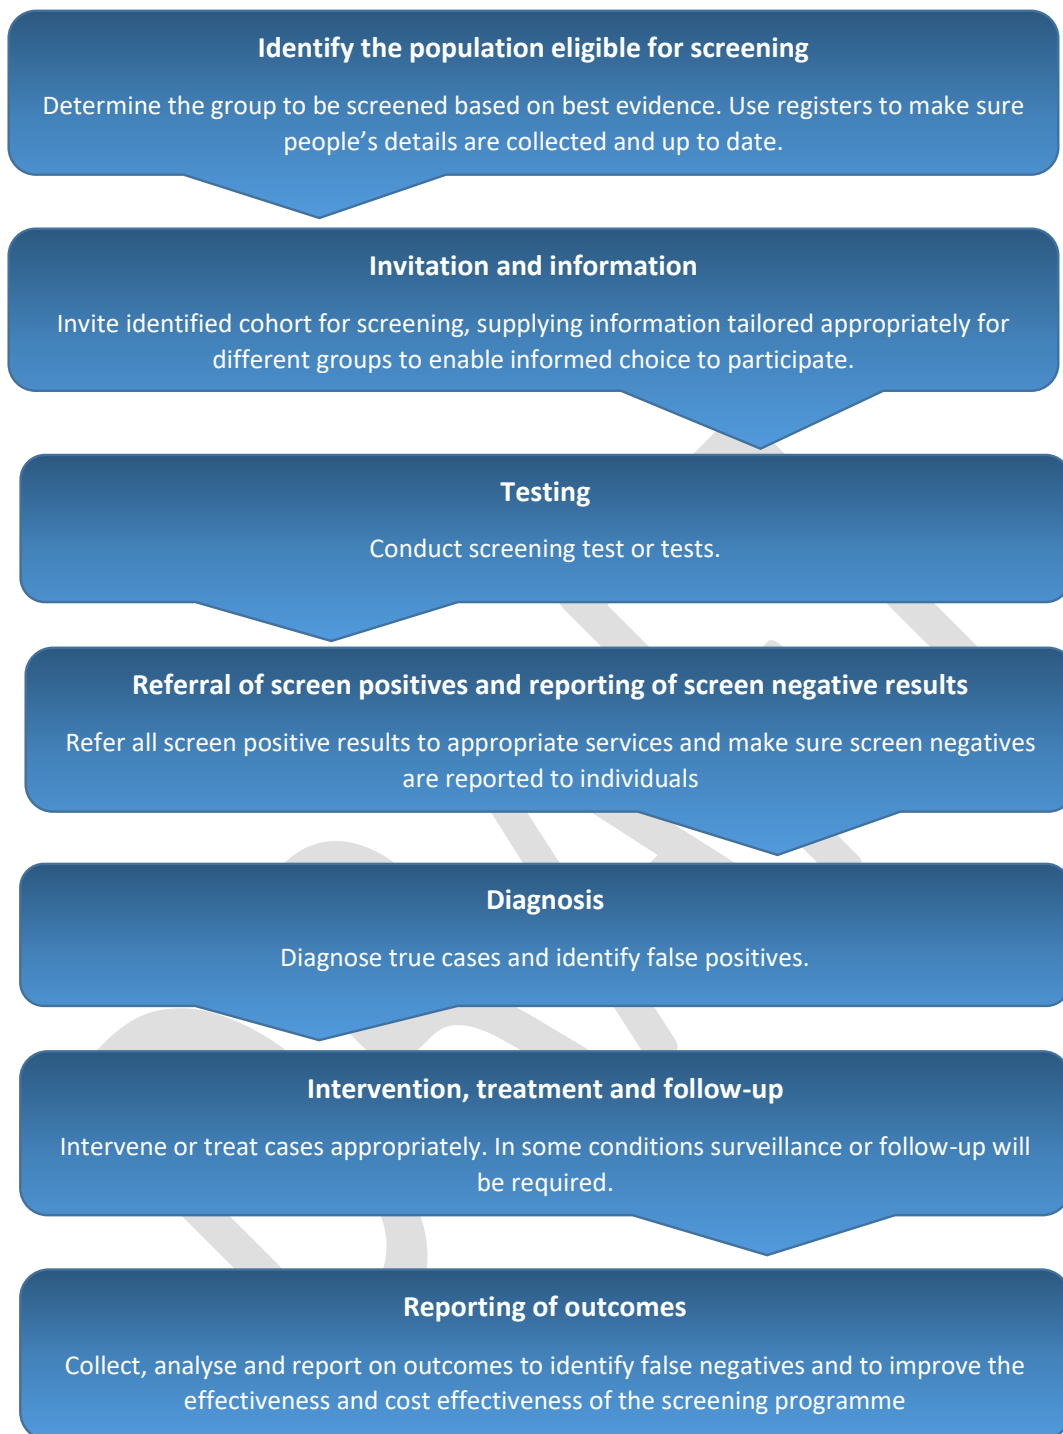 Identify the population eligible for screening
Determine the group to be screened based on best evidence. Use registers to make sure
people’s details are collected and up to date.
Invitation and information
Invite identified cohort for screening, supplying information tailored appropriately for
different groups to enable informed choice to participate.
Testing
Conduct screening test or tests.
Referral of screen positives and reporting of screen negative results
Refer all screen positive results to appropriate services and make sure screen negatives
are reported to individuals
Diagnosis
Diagnose true cases and identify false positives.
Intervention, treatment and follow-up
Intervene or treat cases appropriately. In some conditions surveillance or follow-up will
be required.
Reporting of outcomes
Collect, analyse and report on outcomes to identify false negatives and to improve the
effectiveness and cost effectiveness of the screening programme